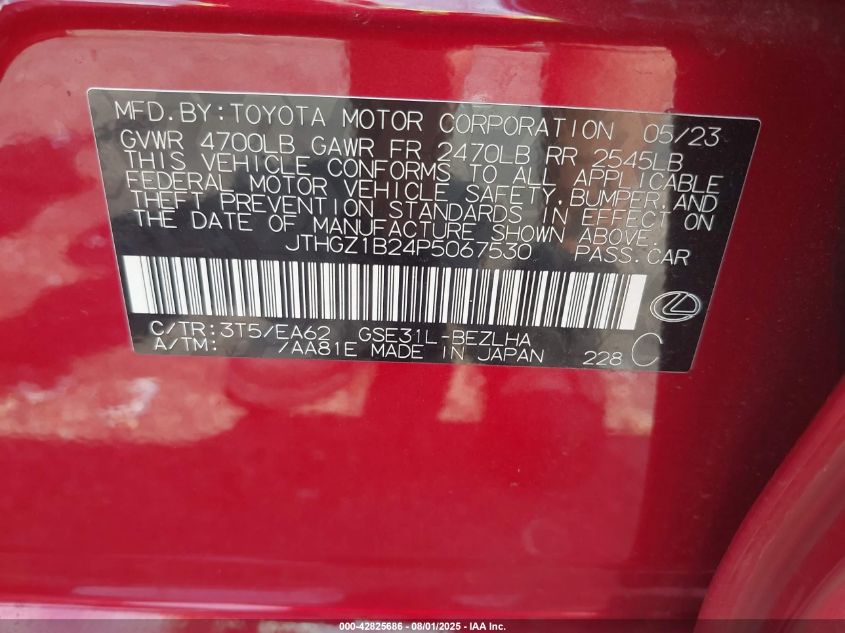 MFD.BY:TOYOTA MOTOR CORPORATION 05/23
GVWR 4700LB GAWR FR 2470LB RR 2545LB
THIS VEHICLE CONFORMS TO ALL APPLICABLE
FEDERAL MOTOR VEHICLE SAFETY,BUMPER,AND
THEFT PREVENTION STANDARDS IN EFFECT ON
THE DATE OF MANUFACTURE SHOWN ABOVE.
JTHGZ1B24P5067530 PASS.CAR
C/TR:3T5/EA62 GSE31L-BEZLHA
A/TM: /AA81E MADE IN JAPAN 228 C
000-42825686 - 08/01/2025 - IAA Inc.